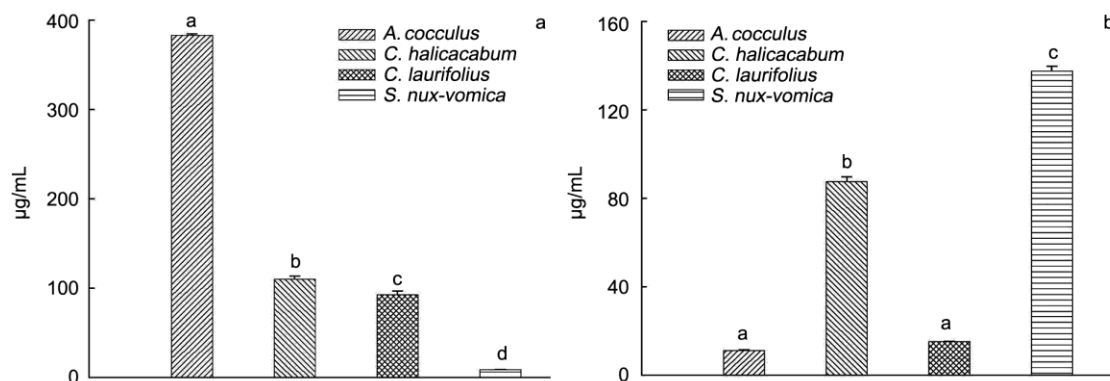 400
300
200
100
0
µg/mL
a
b
c
d
A. cocculus
C. halicacabum
C. laurifolius
S. nux-vomica
a
160
120
80
40
0
µg/mL
A. cocculus
C. halicacabum
C. laurifolius
S. nux-vomica
a
b
a
c
b